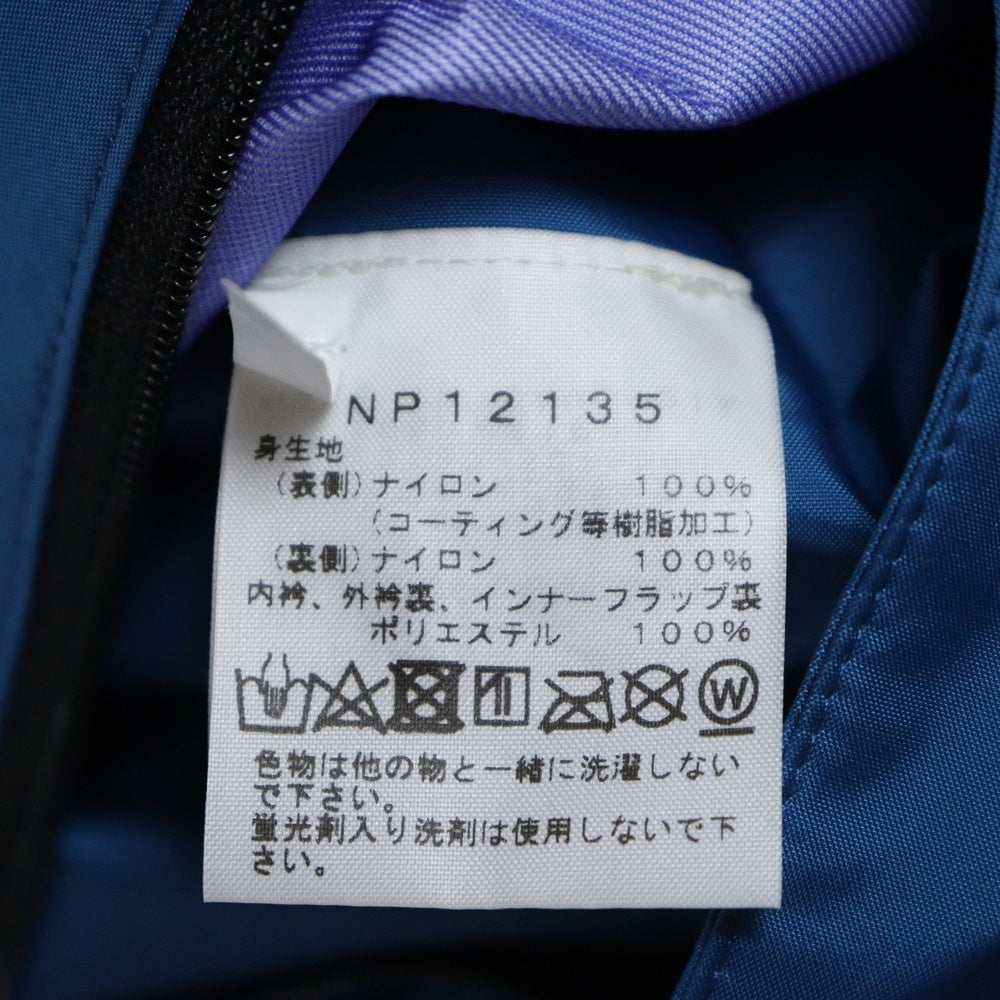 NP12135
身生地
（表側）ナイロン 100%
（コーティング等樹脂加工）
（裏側）ナイロン 100%
内衿、外衿裏、インナーフラップ裏
ポリエステル 100%
W
色物は他の物と一緒に洗濯しない
で下さい。
蛍光剤入り洗剤は使用しないで下
さい。